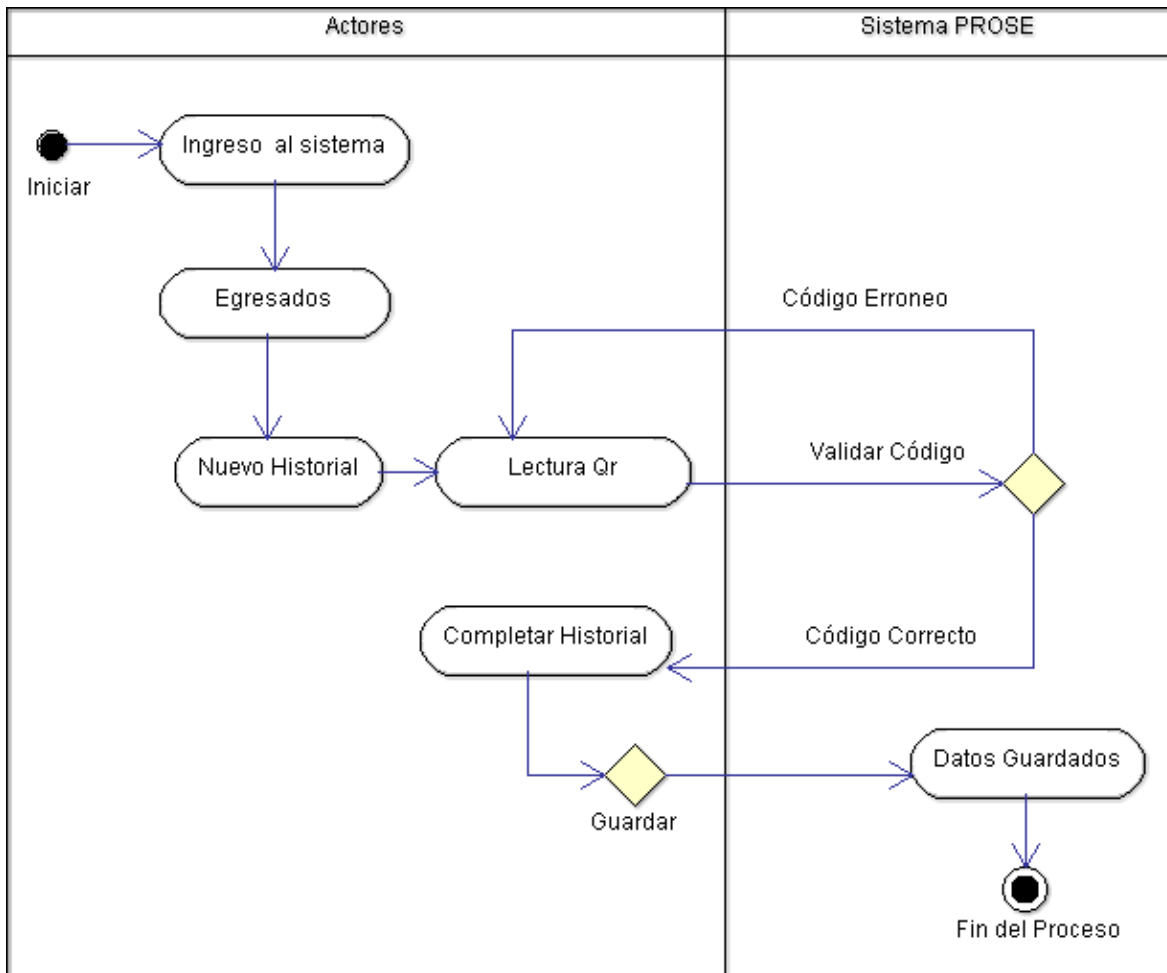 Actores
Sistema PROSE
Ingreso al sistema
Iniciar
Egresados
Código Erroneo
Nuevo Historial
Lectura Qr
Validar Código
Completar Historial
Código Correcto
Datos Guardados
Guardar
Fin del Proceso